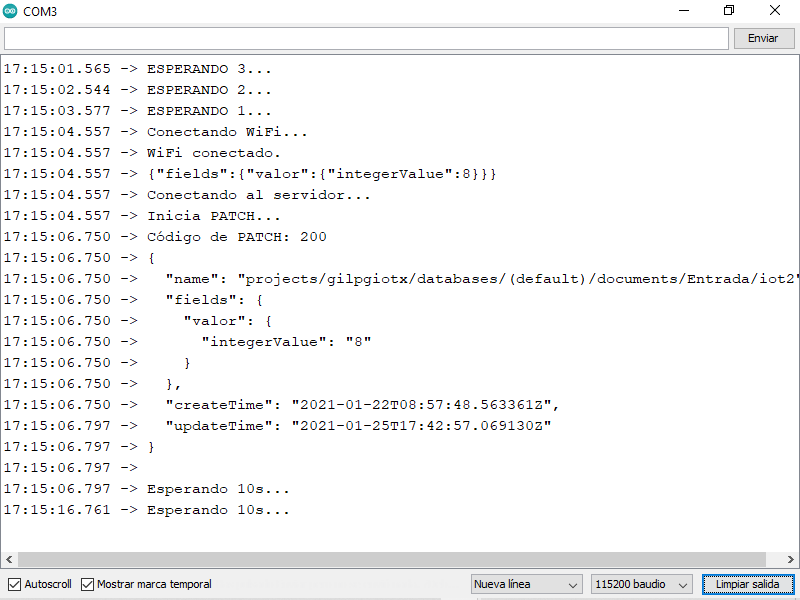 COM3
Enviar
17:15:01.565 -> ESPERANDO 3...
17:15:02.544 -> ESPERANDO 2...
17:15:03.577 -> ESPERANDO 1...
17:15:04.557 -> Conectando WiFi...
17:15:04.557 -> WiFi conectado.
17:15:04.557 -> {"fields":{"valor":{"integerValue":8}}}
17:15:04.557 -> Conectando al servidor...
17:15:04.557 -> Inicia PATCH...
17:15:06.750 -> Código de PATCH: 200
17:15:06.750 -> {
17:15:06.750 ->   "name": "projects/gilpgiotx/databases/(default)/documents/Entrada/iot2"
17:15:06.750 ->   "fields": {
17:15:06.750 ->     "valor": {
17:15:06.750 ->       "integerValue": "8"
17:15:06.750 ->     }
17:15:06.750 ->   },
17:15:06.750 ->   "createTime": "2021-01-22T08:57:48.563361Z",
17:15:06.797 ->   "updateTime": "2021-01-25T17:42:57.069130Z"
17:15:06.797 -> }
17:15:06.797 ->
17:15:06.797 -> Esperando 10s...
17:15:16.761 -> Esperando 10s...
Autoscroll Mostrar marca temporal Nueva línea 115200 baudio Limpiar salida